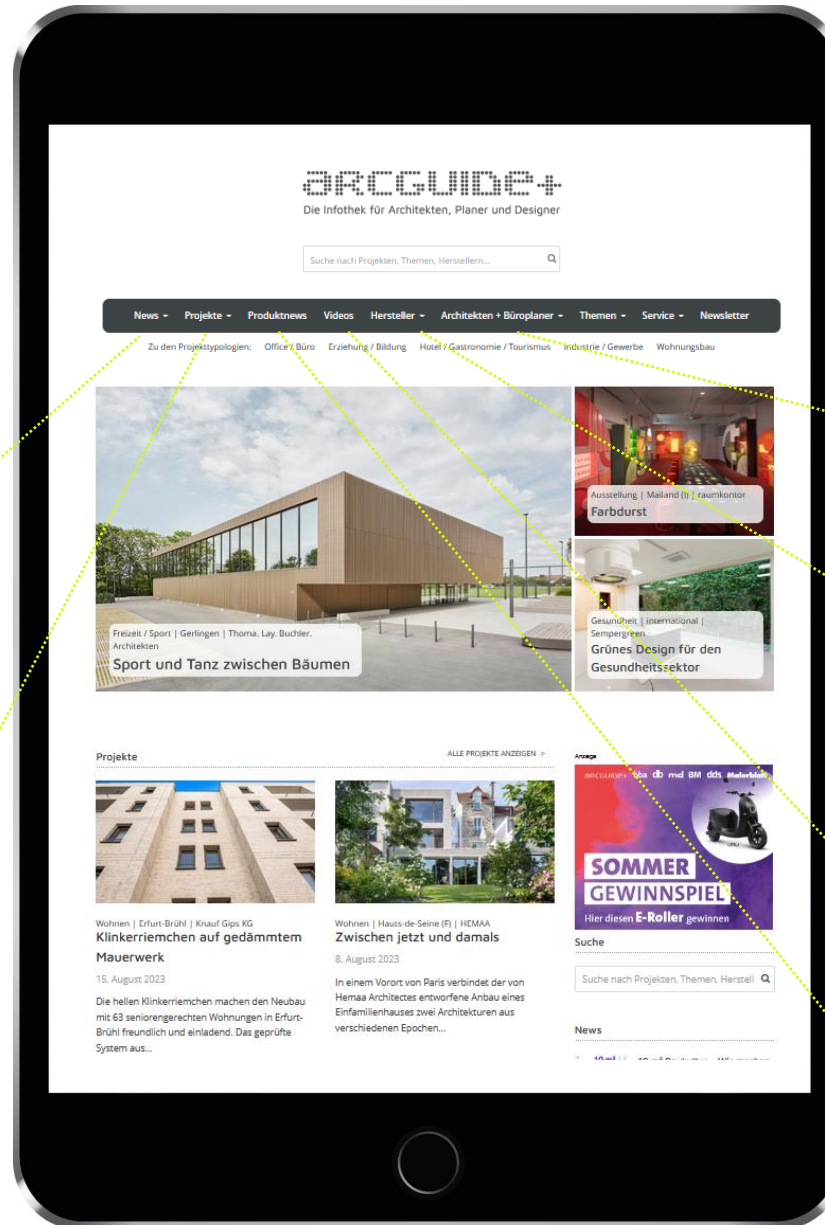 arcguide+
Die Infothek für Architekten, Planer und Designer
Suche nach Projekten, Themen, Herstellern...
News Projekte Produktnews Videos Hersteller Architekten + Büroplaner Themen Service Newsletter
Zu den Projekttypologien: Office / Büro Erziehung / Bildung Hotel / Gastronomie / Tourismus Industrie / Gewerbe Wohnungsbau
Freizeit / Sport | Gerlingen | Thoma. Lay. Buchler.
Architekten
Sport und Tanz zwischen Bäumen
Ausstellung | Mailand (I) | raumkontor
Farbdurst
Gesundheit | international |
Sempergreen
Grünes Design für den
Gesundheitssektor
Projekte
ALLE PROJEKTE ANZEIGEN >
Wohnen | Erfurt-Brühl | Knauf Gips KG
Klinkerriemchen auf gedämmtem
Mauerwerk
15. August 2023
Die hellen Klinkerriemchen machen den Neubau
mit 63 seniorengerechten Wohnungen in Erfurt-
Brühl freundlich und einladend. Das geprüfte
System aus...
Wohnen | Hauts-de-Seine (F) | HEMAA
Zwischen jetzt und damals
8. August 2023
In einem Vorort von Paris verbindet der von
Hemaa Architectes entworfene Anbau eines
Einfamilienhauses zwei Architekturen aus
verschiedenen Epochen...
Anzeige
arcguide+ bba db md BM dds Malerblatt
SOMMER
GEWINNSPIEL
Hier diesen E-Roller gewinnen
Suche
Suche nach Projekten, Themen, Herstell
News